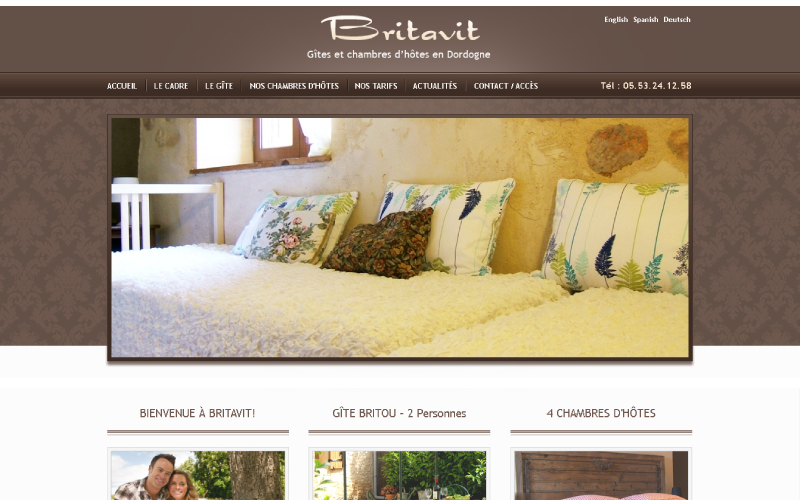 English Spanish Deutsch
Britavit
Gîtes et chambres d'hôtes en Dordogne
ACCUEIL LE CADRE LE GÎTE NOS CHAMBRES D'HÔTES NOS TARIFS ACTUALITÉS CONTACT / ACCÈS Tél : 05.53.24.12.58
BIENVENUE À BRITAVIT! GÎTE BRITOU - 2 Personnes 4 CHAMBRES D'HÔTES